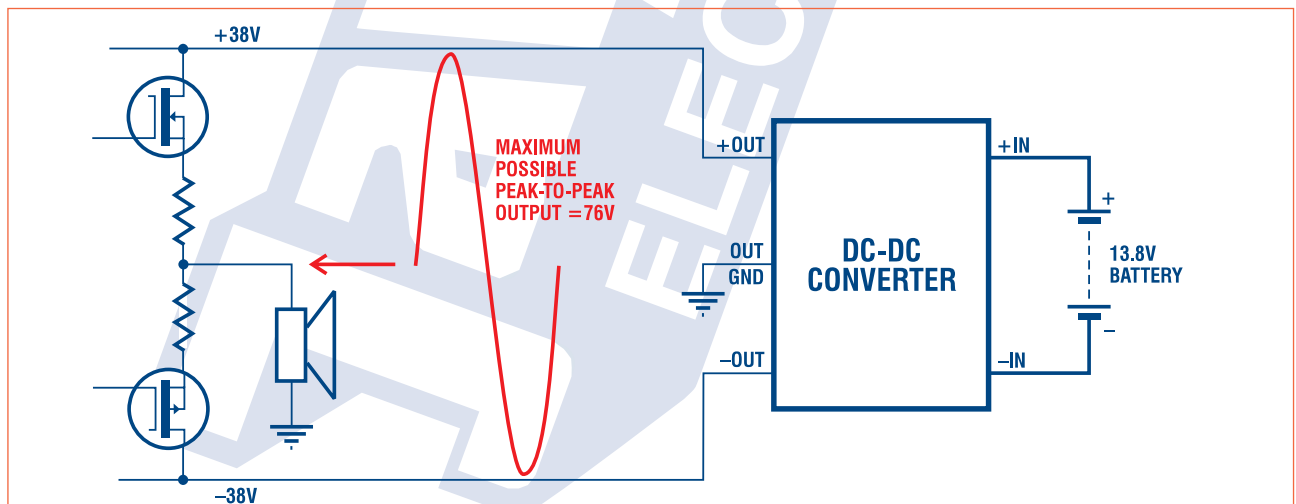 +38V
MAXIMUM
POSSIBLE
PEAK-TO-PEAK
OUTPUT =76V
+OUT
OUT
GND
–OUT
DC-DC
CONVERTER
+IN
–IN
+
13.8V
BATTERY
–
–38V
ELEC